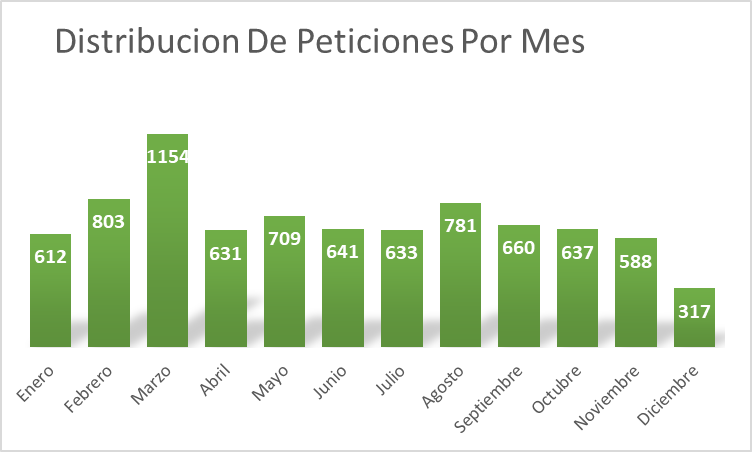 Distribucion De Peticiones Por Mes
612
803
1154
631
709
641
633
781
660
637
588
317
Enero
Febrero
Marzo
Abril
Mayo
Junio
Julio
Agosto
Septiembre
Octubre
Noviembre
Diciembre